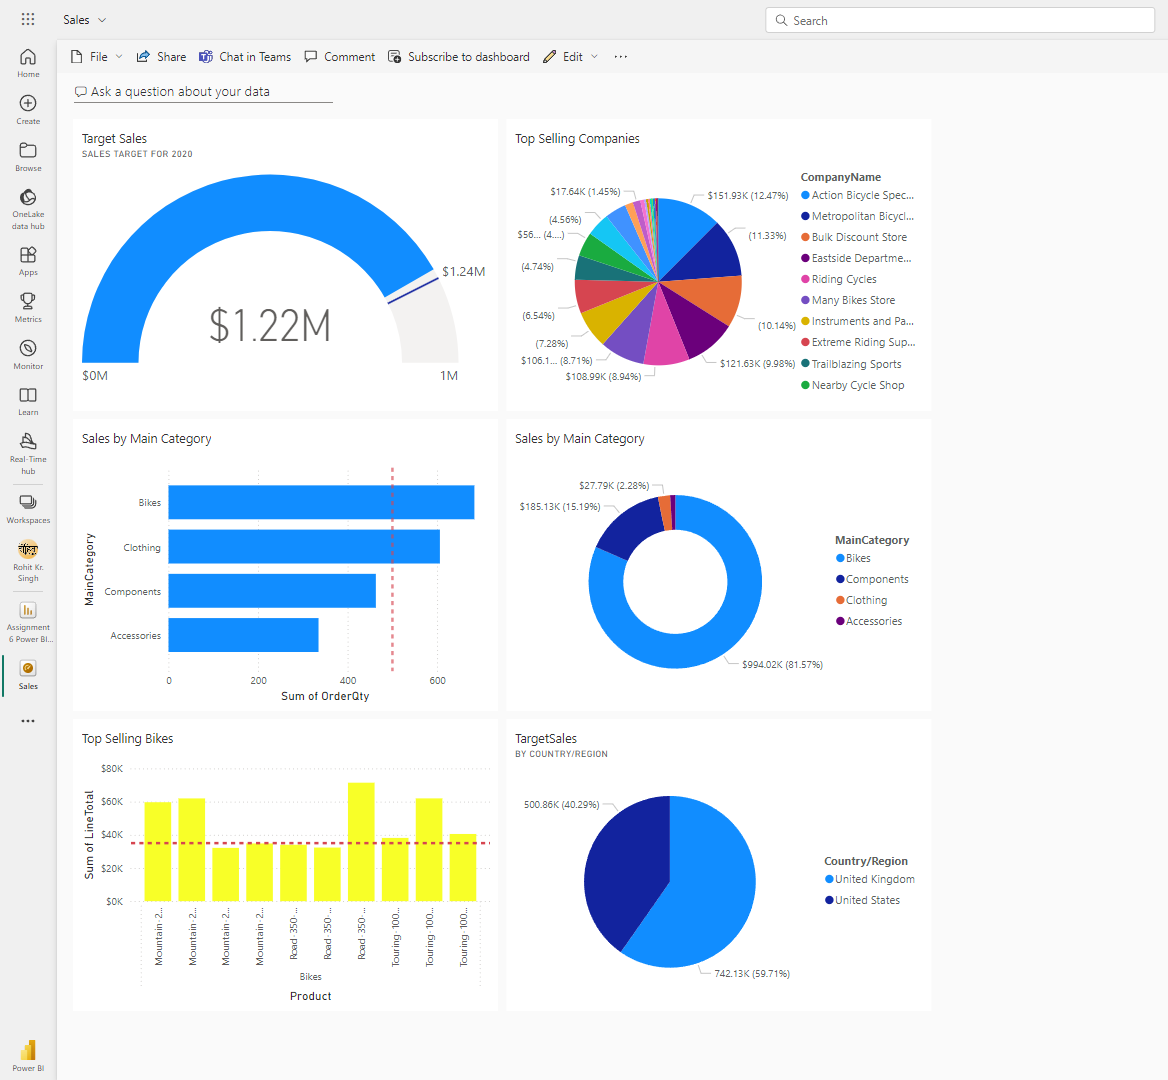 Sales
Search
File
Share
Chat in Teams
Comment
Subscribe to dashboard
Edit
Ask a question about your data
Home
Create
Browse
OneLake
data hub
Apps
Metrics
Monitor
Learn
Real-Time
hub
Workspaces
Rohit Kr.
Singh
Assignment
6 Power BI...
Sales
Power BI
Target Sales
SALES TARGET FOR 2020
$1.24M
$1.22M
$0M
1M
Top Selling Companies
$17.64K (1.45%)
(4.56%)
$56... (4....)
(4.74%)
(6.54%)
(7.28%)
$106.1... (8.71%)
$108.99K (8.94%)
$151.93K (12.47%)
(11.33%)
(10.14%)
$121.63K (9.98%)
CompanyName
Action Bicycle Spec...
Metropolitan Bicycl...
Bulk Discount Store
Eastside Departme...
Riding Cycles
Many Bikes Store
Instruments and Pa...
Extreme Riding Sup...
Trailblazing Sports
Nearby Cycle Shop
Sales by Main Category
MainCategory
Bikes
Clothing
Components
Accessories
0
200
400
600
Sum of OrderQty
Sales by Main Category
$27.79K (2.28%)
$185.13K (15.19%)
$994.02K (81.57%)
MainCategory
Bikes
Components
Clothing
Accessories
Top Selling Bikes
Sum of LineTotal
$80K
$60K
$40K
$20K
$0K
Mountain-2...
Mountain-2...
Mountain-2...
Mountain-2...
Road-350-...
Road-350-...
Road-350-...
Touring-100...
Touring-100...
Touring-100...
Bikes
Product
TargetSales
BY COUNTRY/REGION
500.86K (40.29%)
742.13K (59.71%)
Country/Region
United Kingdom
United States